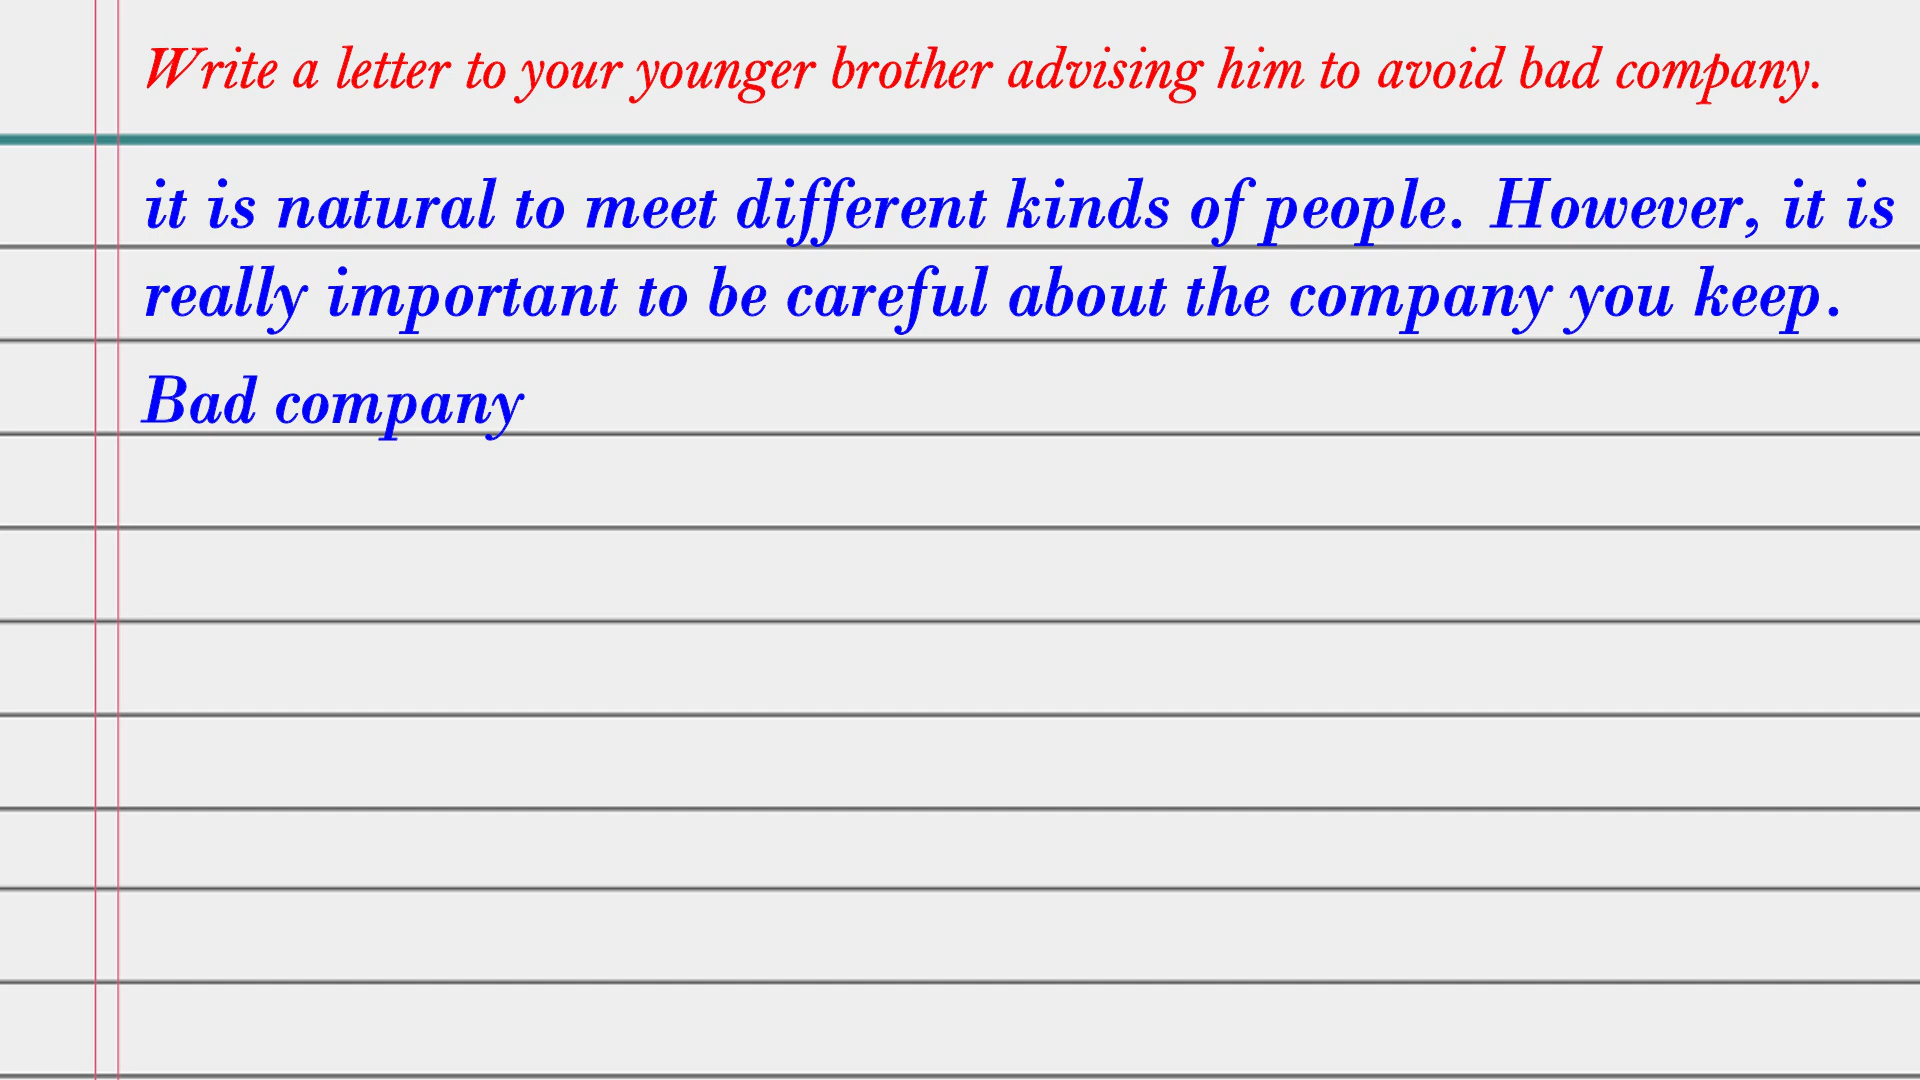 Write a letter to your younger brother advising him to avoid bad company.
it is natural to meet different kinds of people. However, it is
really important to be careful about the company you keep.
Bad company